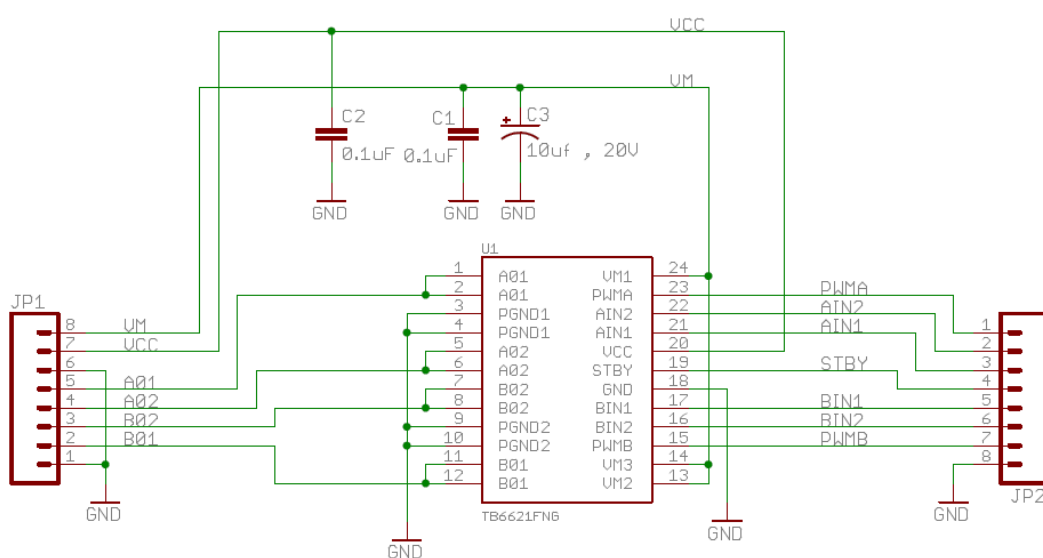 VCC
VM
C2
0.1uF
C1
0.1uF
C3
+
10uf , 20V
GND
GND
GND
U1
1 A01
2 A01
3 PGND1
4 PGND1
5 A02
6 A02
7 B02
8 B02
9 PGND2
10 PGND2
11 B01
12 B01
VM1 24
PWMA 23
AIN2 22
AIN1 21
VCC 20
STBY 19
GND 18
BIN1 17
BIN2 16
PWMB 15
VM3 14
VM2 13
TB6621FNG
JP1
8 VM
7 VCC
6
5 A01
4 A02
3 B02
2 B01
1
GND
GND
GND
PWMA
AIN2
AIN1
STBY
BIN1
BIN2
PWMB
1
2
3
4
5
6
7
8
JP2
GND